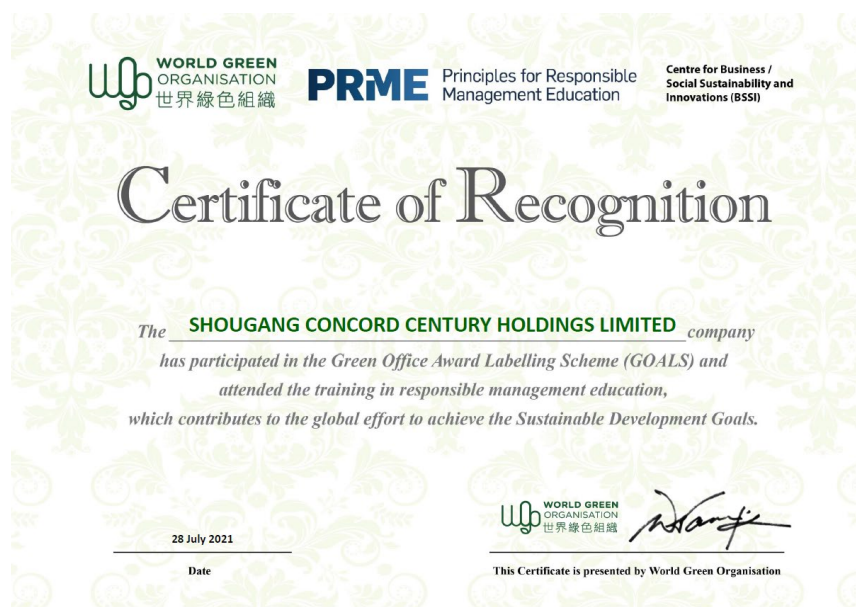 WORLD GREEN
ORGANISATION
世界綠色組織
PRiME
Principles for Responsible
Management Education
Centre for Business /
Social Sustainability and
Innovations (BSSI)
Certificate of Recognition
The SHOUGANG CONCORD CENTURY HOLDINGS LIMITED company
has participated in the Green Office Award Labelling Scheme (GOALS) and
attended the training in responsible management education,
which contributes to the global effort to achieve the Sustainable Development Goals.
WORLD GREEN
ORGANISATION
世界綠色組織
28 July 2021
Date
This Certificate is presented by World Green Organisation